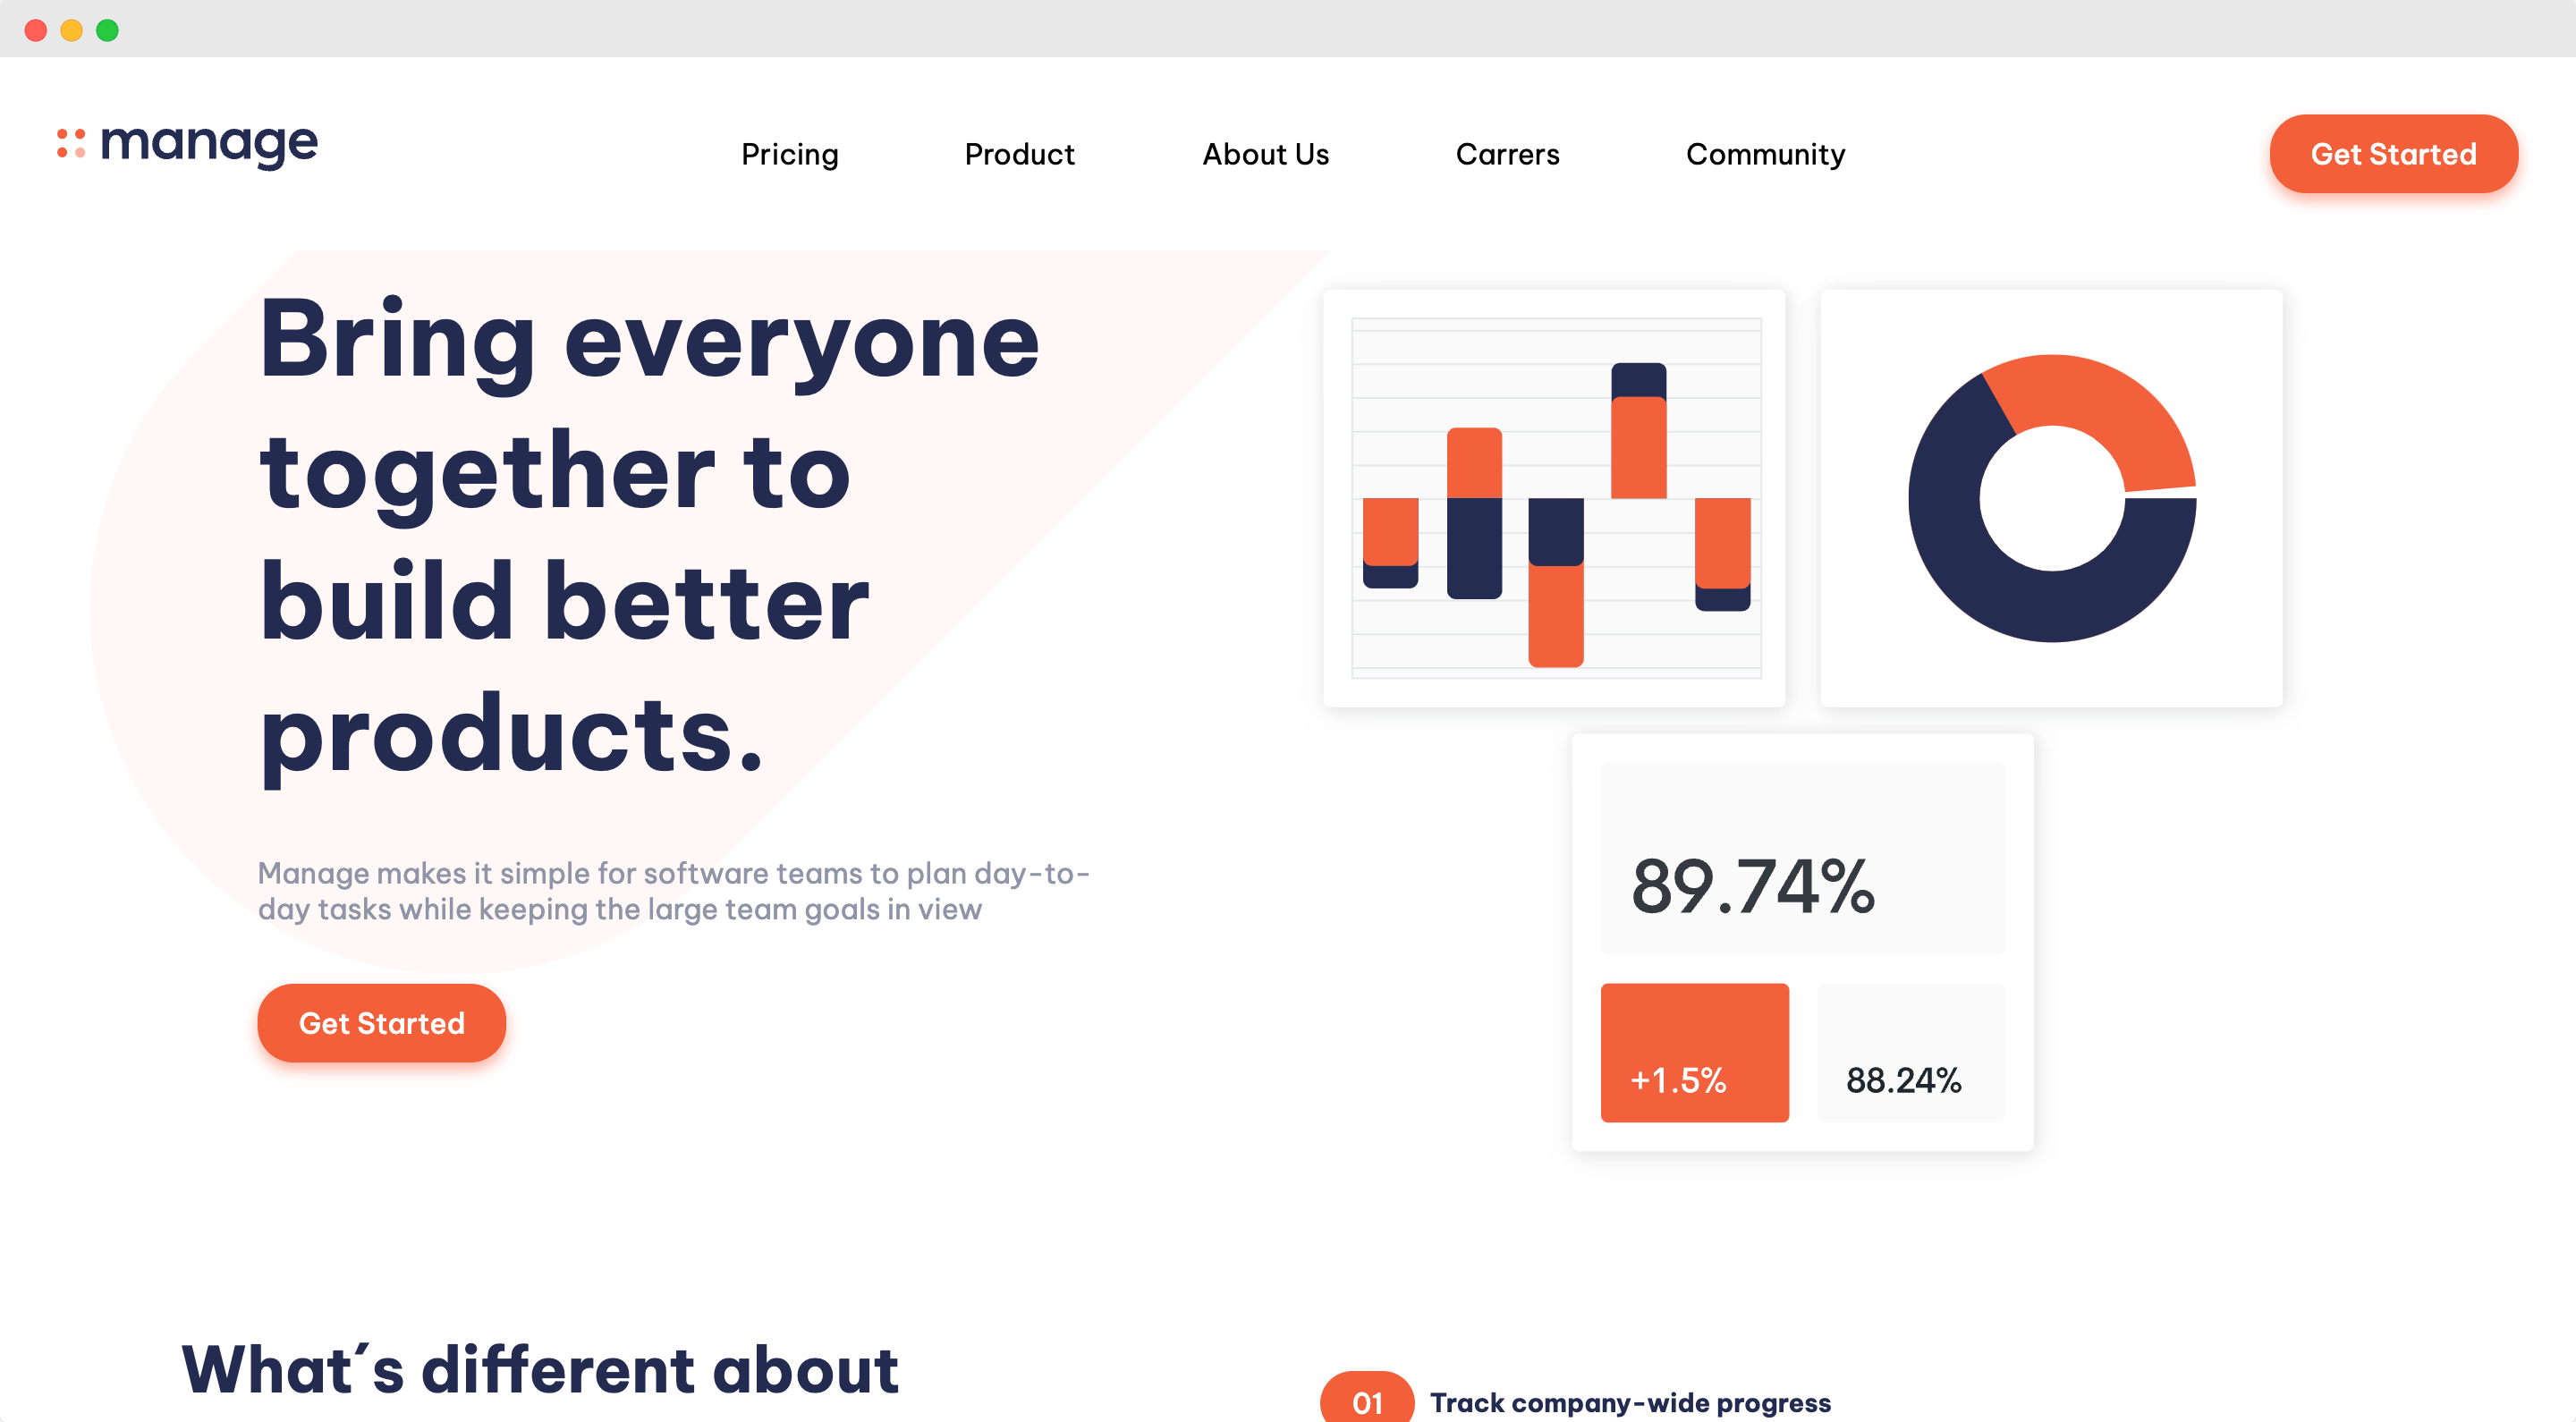 manage
Pricing
Product
About Us
Carrers
Community
Get Started
Bring everyone
together to
build better
products.
Manage makes it simple for software teams to plan day-to-
day tasks while keeping the large team goals in view
Get Started
89.74%
+1.5%
88.24%
What´s different about
01
Track company-wide progress